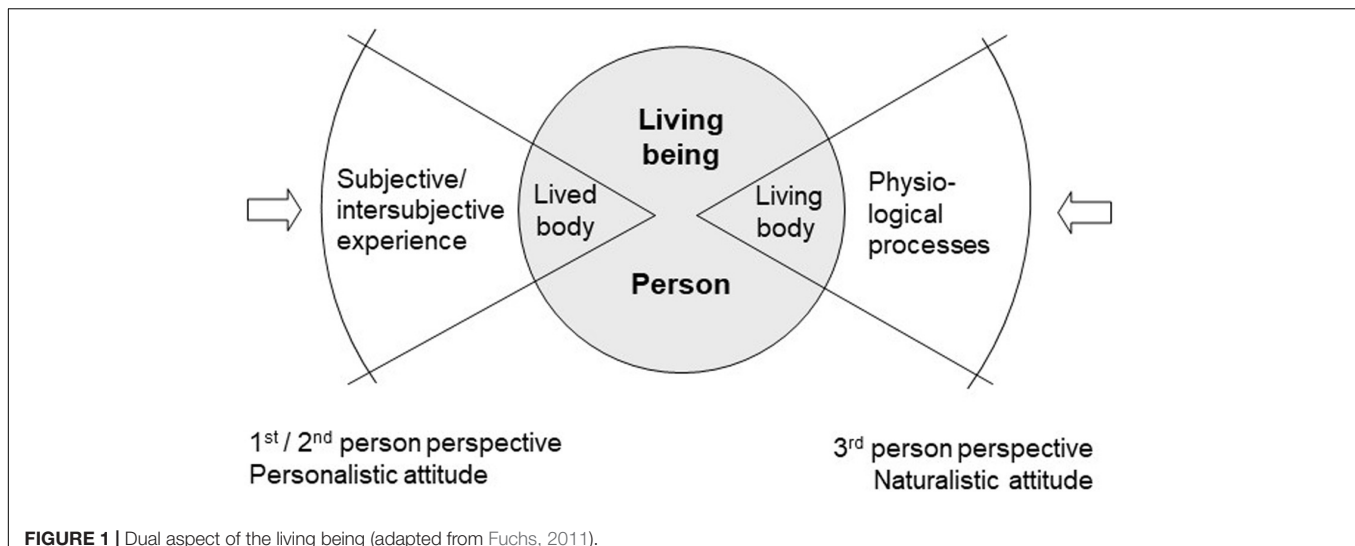 Living
being
Subjective/
intersubjective
experience
Lived
body
Living
body
Physio-
logical
processes
Person
1st / 2nd person perspective
Personalistic attitude
3rd person perspective
Naturalistic attitude
FIGURE 1 | Dual aspect of the living being (adapted from Fuchs, 2011).